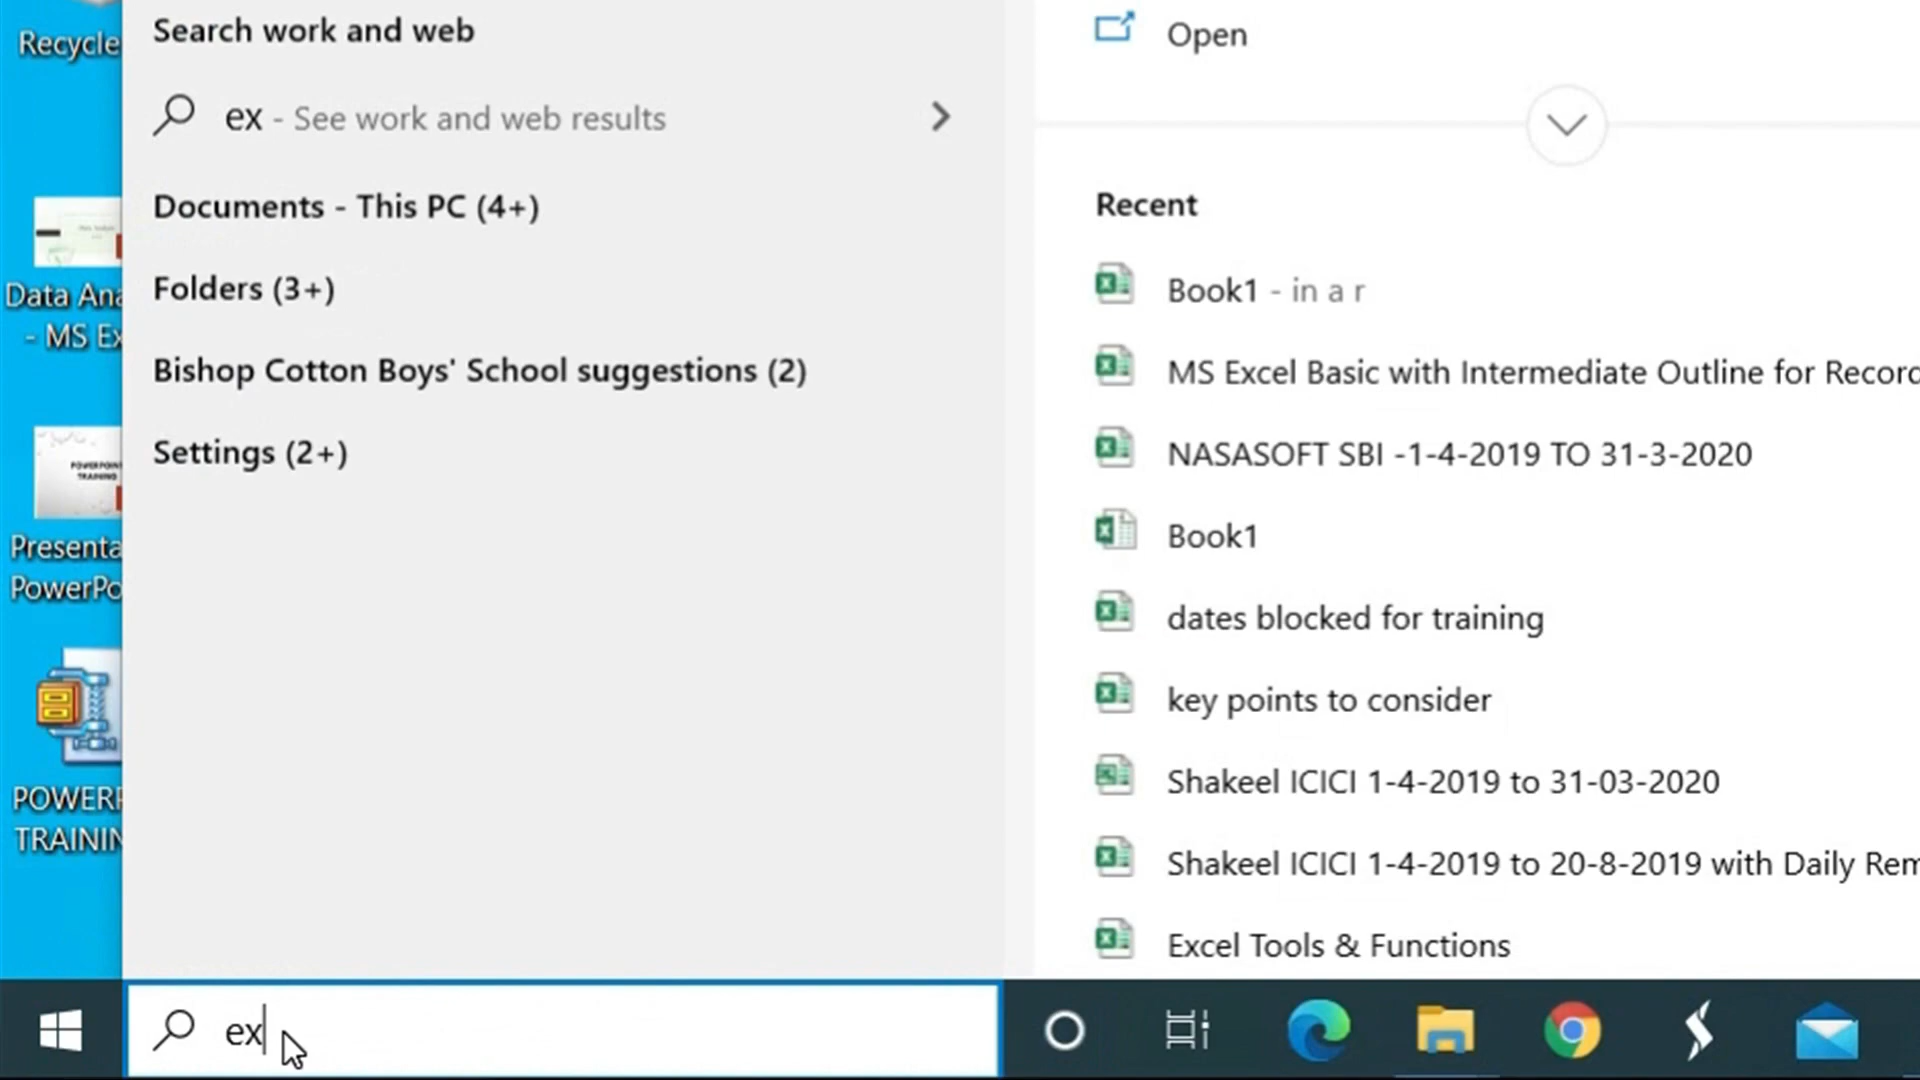 Recycle
Data Ana
- MS Ex
POWERPOINT
TRAINING
Presenta
PowerPo
POWERP
TRAININ
Search work and web
ex - See work and web results
Documents - This PC (4+)
Folders (3+)
Bishop Cotton Boys' School suggestions (2)
Settings (2+)
ex
Open
Recent
Book1 - in a r
MS Excel Basic with Intermediate Outline for Record
NASASOFT SBI -1-4-2019 TO 31-3-2020
Book1
dates blocked for training
key points to consider
Shakeel ICICI 1-4-2019 to 31-03-2020
Shakeel ICICI 1-4-2019 to 20-8-2019 with Daily Rem
Excel Tools & Functions